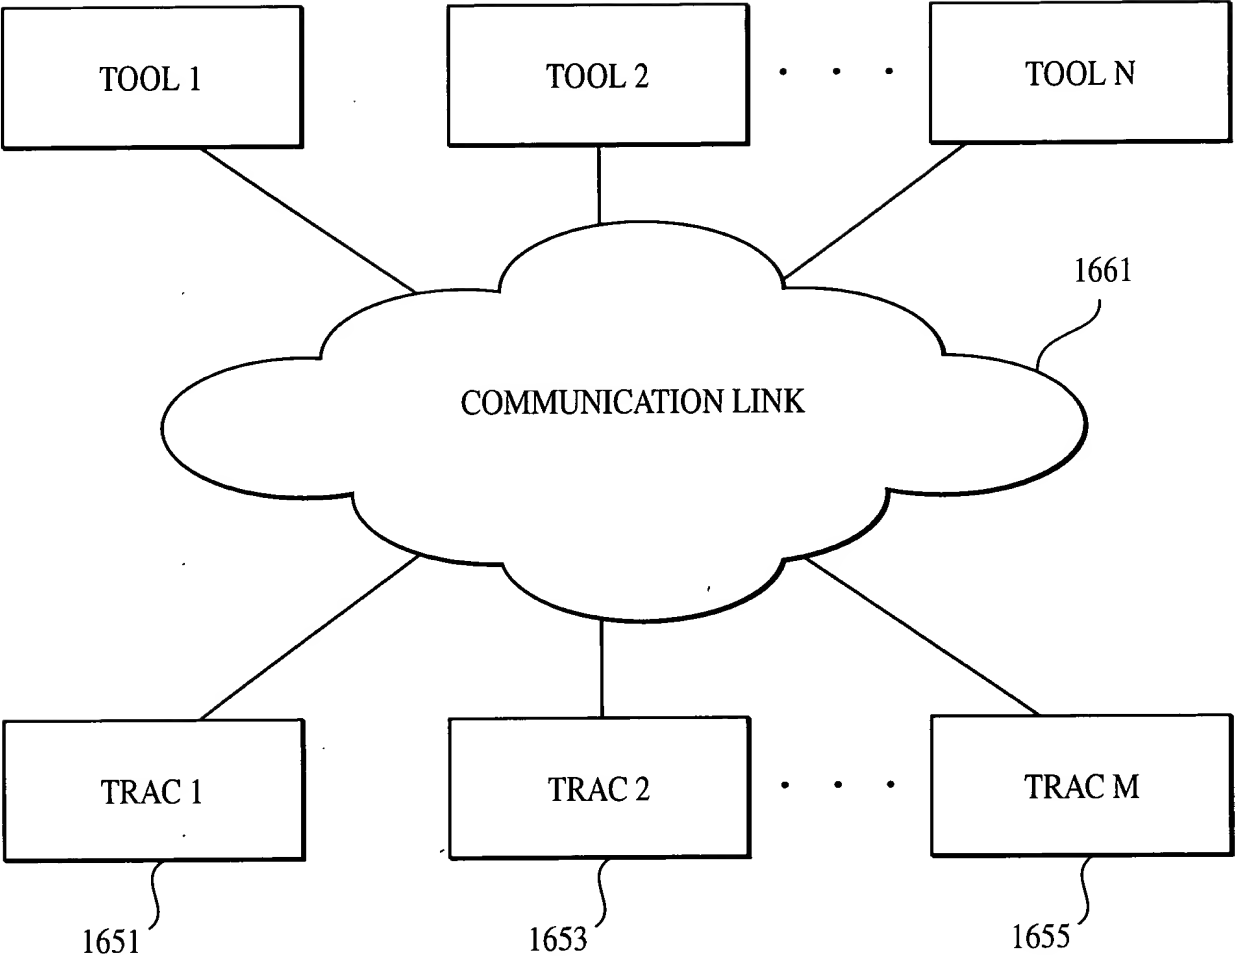 TOOL 1
TOOL 2
TOOL N
1661
COMMUNICATION LINK
TRAC 1
TRAC 2
TRAC M
1651
1653
1655